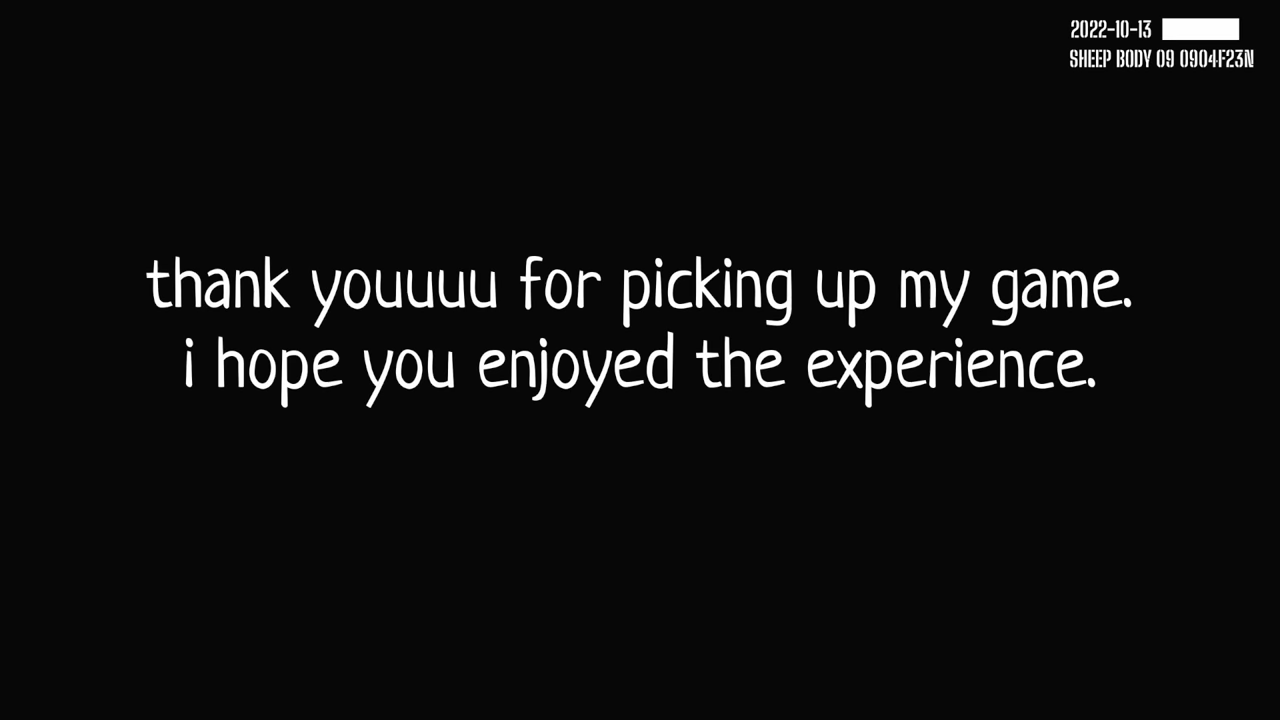 2022-10-13
SHEEP BODY 09 0904F23N
thank youuuu for picking up my game.
i hope you enjoyed the experience.